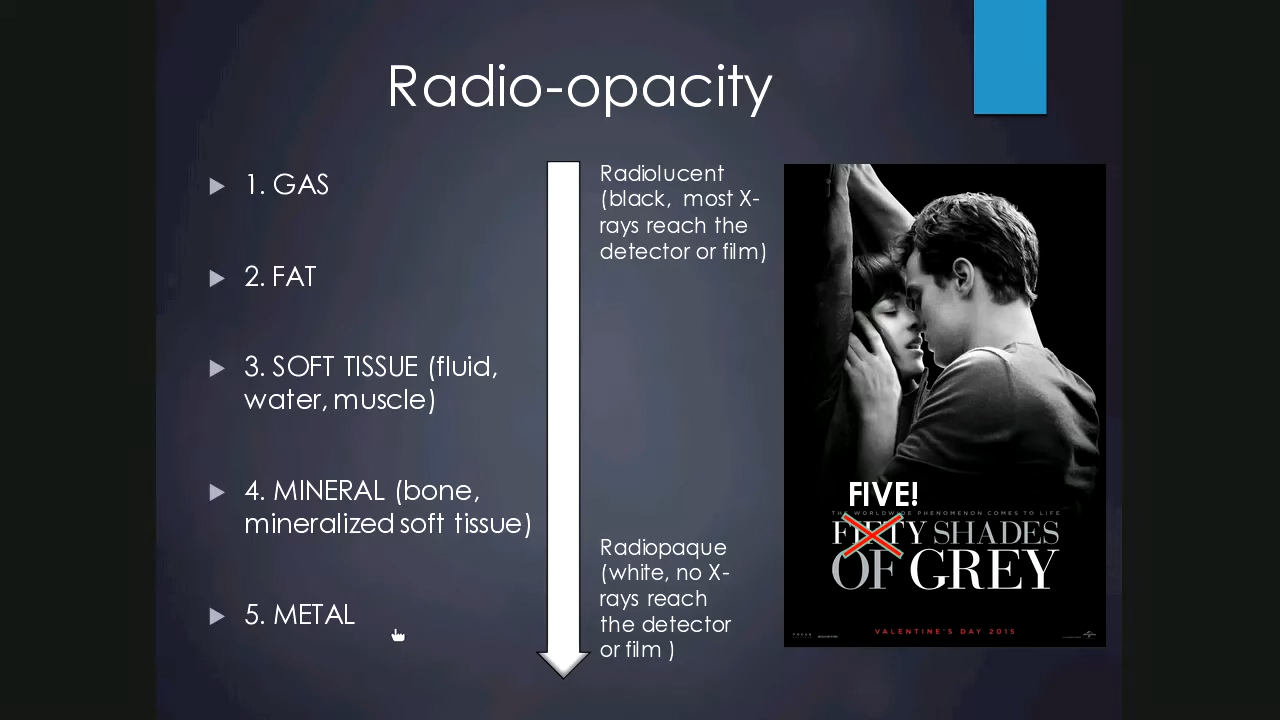 Radio-opacity
1. GAS
2. FAT
3. SOFT TISSUE (fluid,
water, muscle)
4. MINERAL (bone,
mineralized soft tissue)
5. METAL
Radiolucent
(black, most X-
rays reach the
detector or film)
Radiopaque
(white, no X-
rays reach
the detector
or film )
FIVE!
THE WORLDWIDE PHENOMENON COMES TO LIFE
FIFTY SHADES
OF GREY
VALENTINE'S DAY 2015